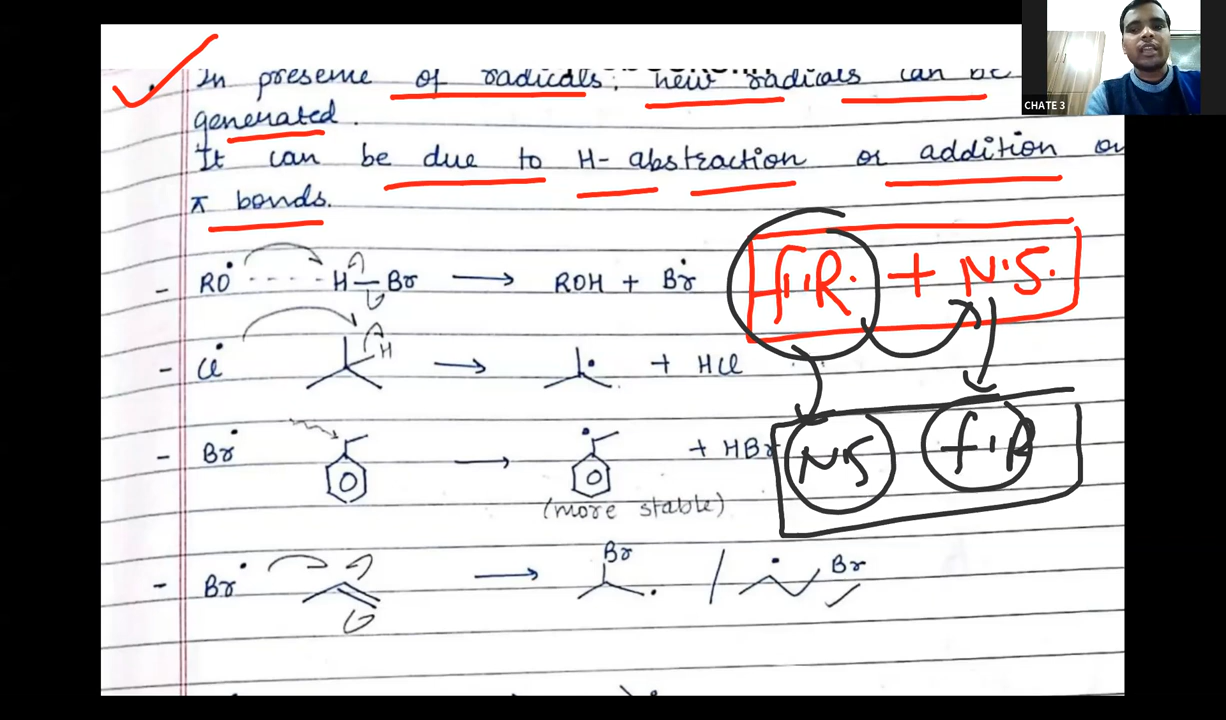 In presense of radicals, new radicals can be
CHATE 3
generated.
It can be due to H- abstraction or addition on
π bonds.
- RO• ---- H—Br → ROH + Br•
f.R. + N.S.
- Cl• H → • + HCl
- Br• → • + HBr
N.S f.R
(more stable)
Br
- Br• → • / • Br